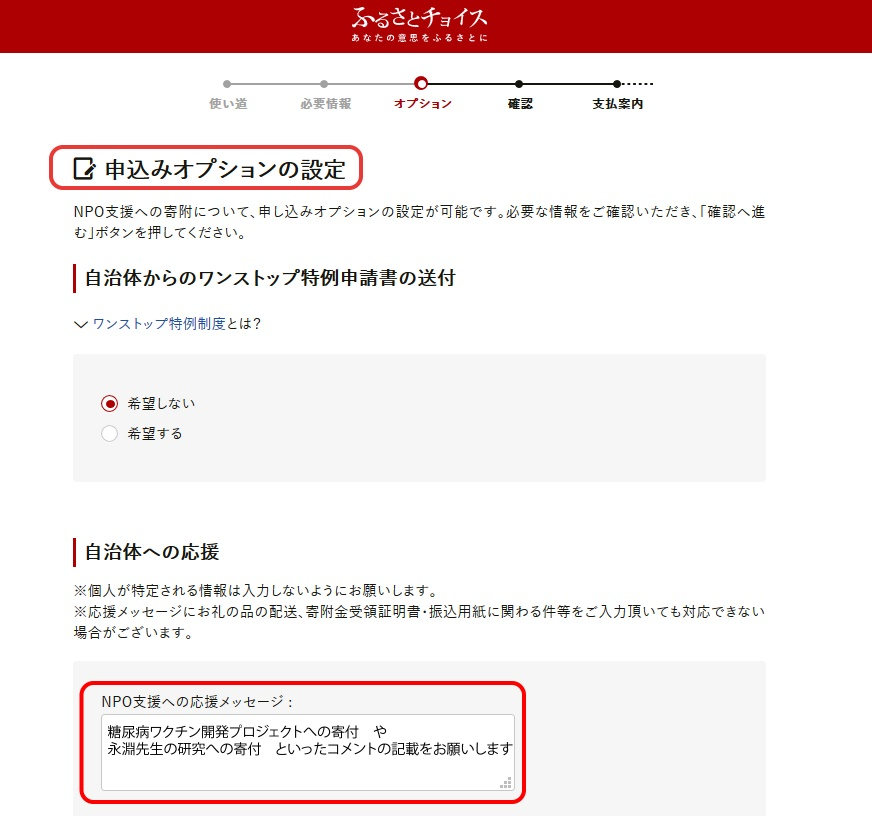 ふるさとチョイス
あなたの意思をふるさとに
使い道 必要情報 オプション 確認 支払案内
申込みオプションの設定
NPO支援への寄附について、申し込みオプションの設定が可能です。必要な情報をご確認いただき、「確認へ進
む」ボタンを押してください。
自治体からのワンストップ特例申請書の送付
ワンストップ特例制度とは？
希望しない
希望する
自治体への応援
※個人が特定される情報は入力しないようにお願いします。
※応援メッセージにお礼の品の配送、寄附金受領証明書・振込用紙に関わる件等をご入力頂いても対応できない
場合がございます。
NPO支援への応援メッセージ：
糖尿病ワクチン開発プロジェクトへの寄付　や
永淵先生の研究への寄付　といったコメントの記載をお願いします